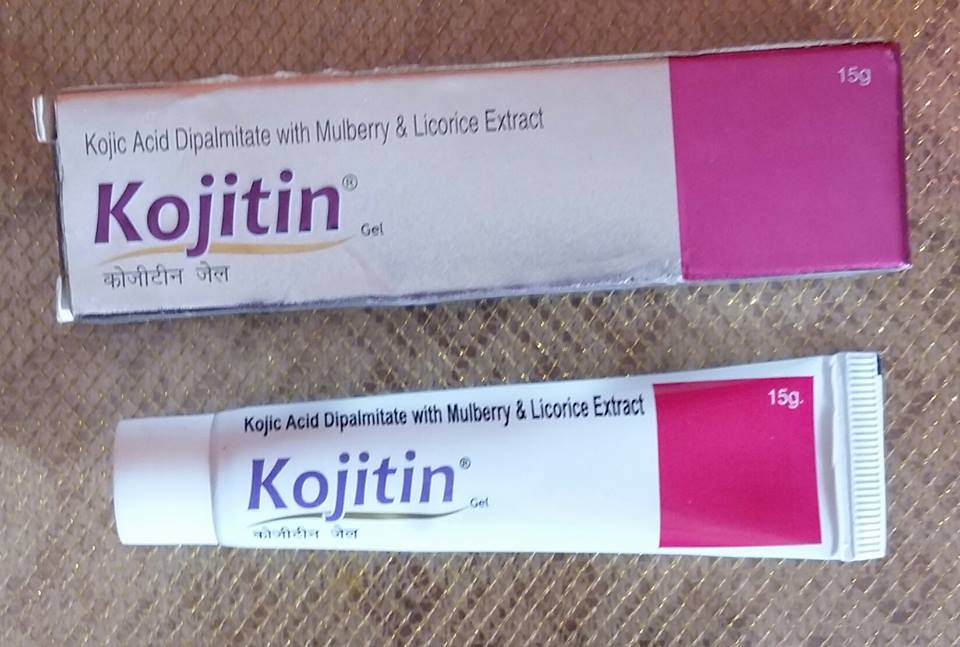 15g
Kojic Acid Dipalmitate with Mulberry & Licorice Extract
Kojitin®
Gel
कोजीटीन जेल
15g.
Kojic Acid Dipalmitate with Mulberry & Licorice Extract
Kojitin®
Gel
कोजीटीन जेल